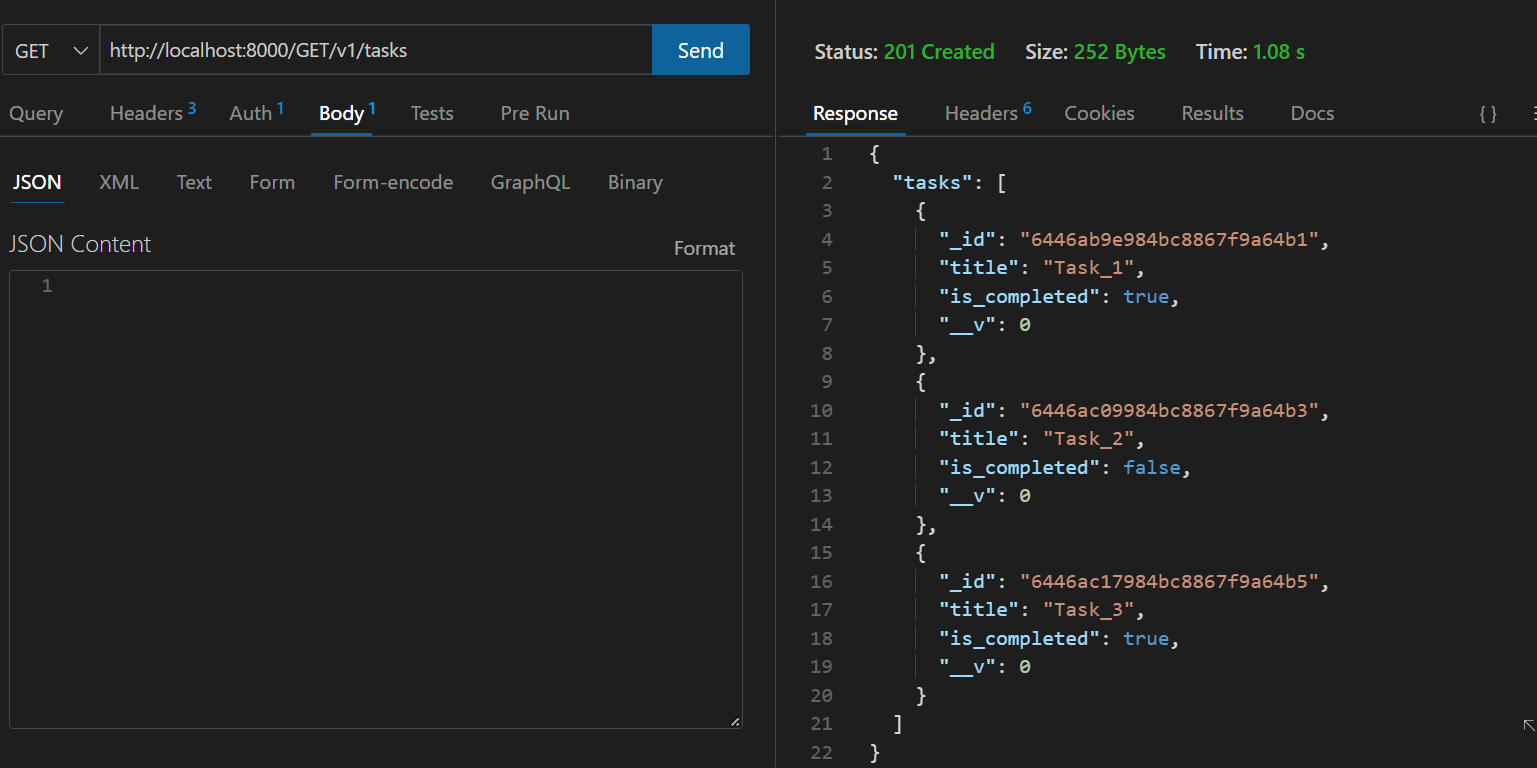 GET http://localhost:8000/GET/v1/tasks Send
Query Headers 3 Auth 1 Body 1 Tests Pre Run
JSON XML Text Form Form-encode GraphQL Binary
JSON Content Format
1
Status: 201 Created Size: 252 Bytes Time: 1.08 s
Response Headers 6 Cookies Results Docs { }
1 {
2 "tasks": [
3 {
4 "_id": "6446ab9e984bc8867f9a64b1",
5 "title": "Task_1",
6 "is_completed": true,
7 "__v": 0
8 },
9 {
10 "_id": "6446ac09984bc8867f9a64b3",
11 "title": "Task_2",
12 "is_completed": false,
13 "__v": 0
14 },
15 {
16 "_id": "6446ac17984bc8867f9a64b5",
17 "title": "Task_3",
18 "is_completed": true,
19 "__v": 0
20 }
21 ]
22 }